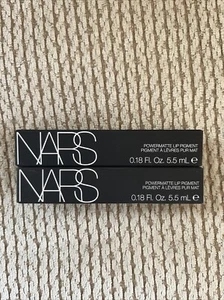 NARS
POWERMATTE LIP PIGMENT
PIGMENT À LÈVRES PUR MAT
0.18 Fl. Oz. 5.5 mL ℮
NARS
POWERMATTE LIP PIGMENT
PIGMENT À LÈVRES PUR MAT
0.18 Fl. Oz. 5.5 mL ℮